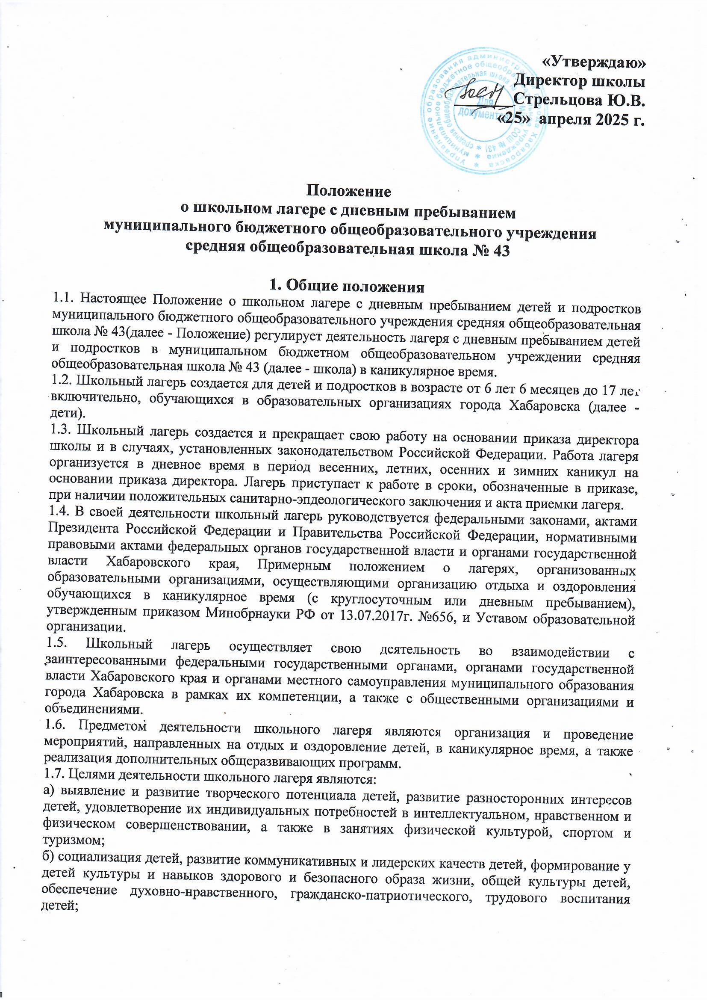 «Утверждаю»
Директор школы
Стрельцова Ю.В.
«25» апреля 2025 г.
Управление образования администрации города Хабаровска
муниципальное бюджетное общеобразовательное учреждение
средняя общеобразовательная школа № 43
СОШ № 43)
Для
документов
Положение
о школьном лагере с дневным пребыванием
муниципального бюджетного общеобразовательного учреждения
средняя общеобразовательная школа № 43
1. Общие положения
1.1. Настоящее Положение о школьном лагере с дневным пребыванием детей и подростков
муниципального бюджетного общеобразовательного учреждения средняя общеобразовательная
школа № 43(далее - Положение) регулирует деятельность лагеря с дневным пребыванием детей
и подростков в муниципальном бюджетном общеобразовательном учреждении средняя
общеобразовательная школа № 43 (далее - школа) в каникулярное время.
1.2. Школьный лагерь создается для детей и подростков в возрасте от 6 лет 6 месяцев до 17 лет
включительно, обучающихся в образовательных организациях города Хабаровска (далее -
дети).
1.3. Школьный лагерь создается и прекращает свою работу на основании приказа директора
школы и в случаях, установленных законодательством Российской Федерации. Работа лагеря
организуется в дневное время в период весенних, летних, осенних и зимних каникул на
основании приказа директора. Лагерь приступает к работе в сроки, обозначенные в приказе,
при наличии положительных санитарно-эпдеологического заключения и акта приемки лагеря.
1.4. В своей деятельности школьный лагерь руководствуется федеральными законами, актами
Президента Российской Федерации и Правительства Российской Федерации, нормативными
правовыми актами федеральных органов государственной власти и органами государственной
власти Хабаровского края, Примерным положением о лагерях, организованных
образовательными организациями, осуществляющими организацию отдыха и оздоровления
обучающихся в каникулярное время (с круглосуточным или дневным пребыванием),
утвержденным приказом Минобрнауки РФ от 13.07.2017г. №656, и Уставом образовательной
организации.
1.5. Школьный лагерь осуществляет свою деятельность во взаимодействии с
заинтересованными федеральными государственными органами, органами государственной
власти Хабаровского края и органами местного самоуправления муниципального образования
города Хабаровска в рамках их компетенции, а также с общественными организациями и
объединениями.
1.6. Предметом деятельности школьного лагеря являются организация и проведение
мероприятий, направленных на отдых и оздоровление детей, в каникулярное время, а также
реализация дополнительных общеразвивающих программ.
1.7. Целями деятельности школьного лагеря являются:
а) выявление и развитие творческого потенциала детей, развитие разносторонних интересов
детей, удовлетворение их индивидуальных потребностей в интеллектуальном, нравственном и
физическом совершенствовании, а также в занятиях физической культурой, спортом и
туризмом;
б) социализация детей, развитие коммуникативных и лидерских качеств детей, формирование у
детей культуры и навыков здорового и безопасного образа жизни, общей культуры детей,
обеспечение духовно-нравственного, гражданско-патриотического, трудового воспитания
детей;